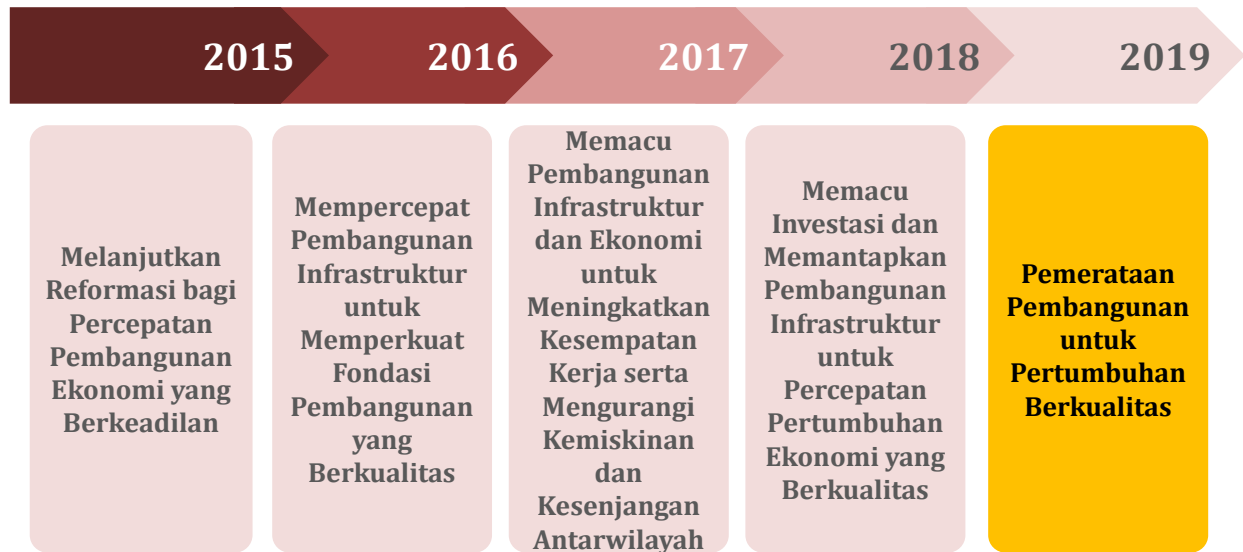 2015
2016
2017
2018
2019
Melanjutkan
Reformasi bagi
Percepatan
Pembangunan
Ekonomi yang
Berkeadilan
Mempercepat
Pembangunan
Infrastruktur
untuk
Memperkuat
Fondasi
Pembangunan
yang
Berkualitas
Memacu
Pembangunan
Infrastruktur
dan Ekonomi
untuk
Meningkatkan
Kesempatan
Kerja serta
Mengurangi
Kemiskinan
dan
Kesenjangan
Antarwilayah
Memacu
Investasi dan
Memantapkan
Pembangunan
Infrastruktur
untuk
Percepatan
Pertumbuhan
Ekonomi yang
Berkualitas
Pemerataan
Pembangunan
untuk
Pertumbuhan
Berkualitas